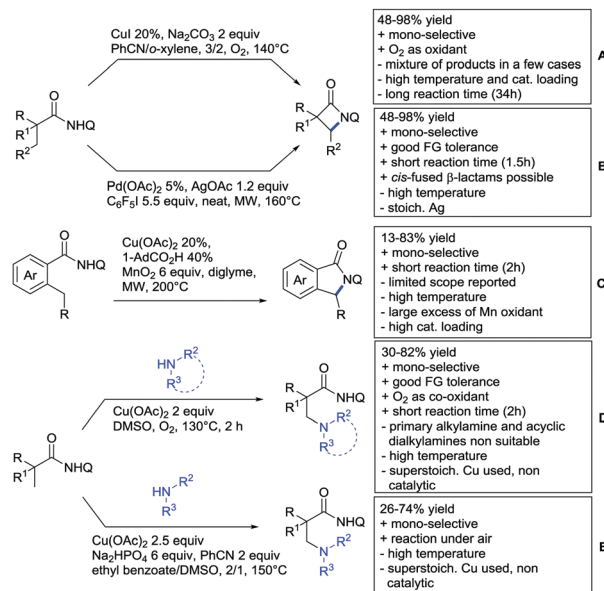 CuI 20%, Na2CO3 2 equiv
PhCN/o-xylene, 3/2, O2, 140°C
O
R
R1
NHQ
R2
O
R
R1
NQ
R2
Pd(OAc)2 5%, AgOAc 1.2 equiv
C6F5I 5.5 equiv, neat, MW, 160°C
48-98% yield
+ mono-selective
+ O2 as oxidant
- mixture of products in a few cases
- high temperature and cat. loading
- long reaction time (34h)
A
48-98% yield
+ mono-selective
+ good FG tolerance
+ short reaction time (1.5h)
+ cis-fused β-lactams possible
- high temperature
- stoich. Ag
B
O
NHQ
Ar
R
Cu(OAc)2 20%,
1-AdCO2H 40%
MnO2 6 equiv, diglyme,
MW, 200°C
O
Ar
NQ
R
13-83% yield
+ mono-selective
+ short reaction time (2h)
- limited scope reported
- high temperature
- large excess of Mn oxidant
- high cat. loading
C
O
R
R1
NHQ
HN
R2
R3
Cu(OAc)2 2 equiv
DMSO, O2, 130°C, 2 h
O
R
R1
NHQ
N
R2
R3
30-82% yield
+ mono-selective
+ good FG tolerance
+ O2 as co-oxidant
+ short reaction time (2h)
- primary alkylamine and acyclic
dialkylamines non suitable
- high temperature
- superstoich. Cu used, non
catalytic
D
HN
R2
R3
Cu(OAc)2 2.5 equiv
Na2HPO4 6 equiv, PhCN 2 equiv
ethyl benzoate/DMSO, 2/1, 150°C
O
R
R1
NHQ
N
R2
R3
26-74% yield
+ mono-selective
+ reaction under air
- high temperature
- superstoich. Cu used, non
catalytic
E